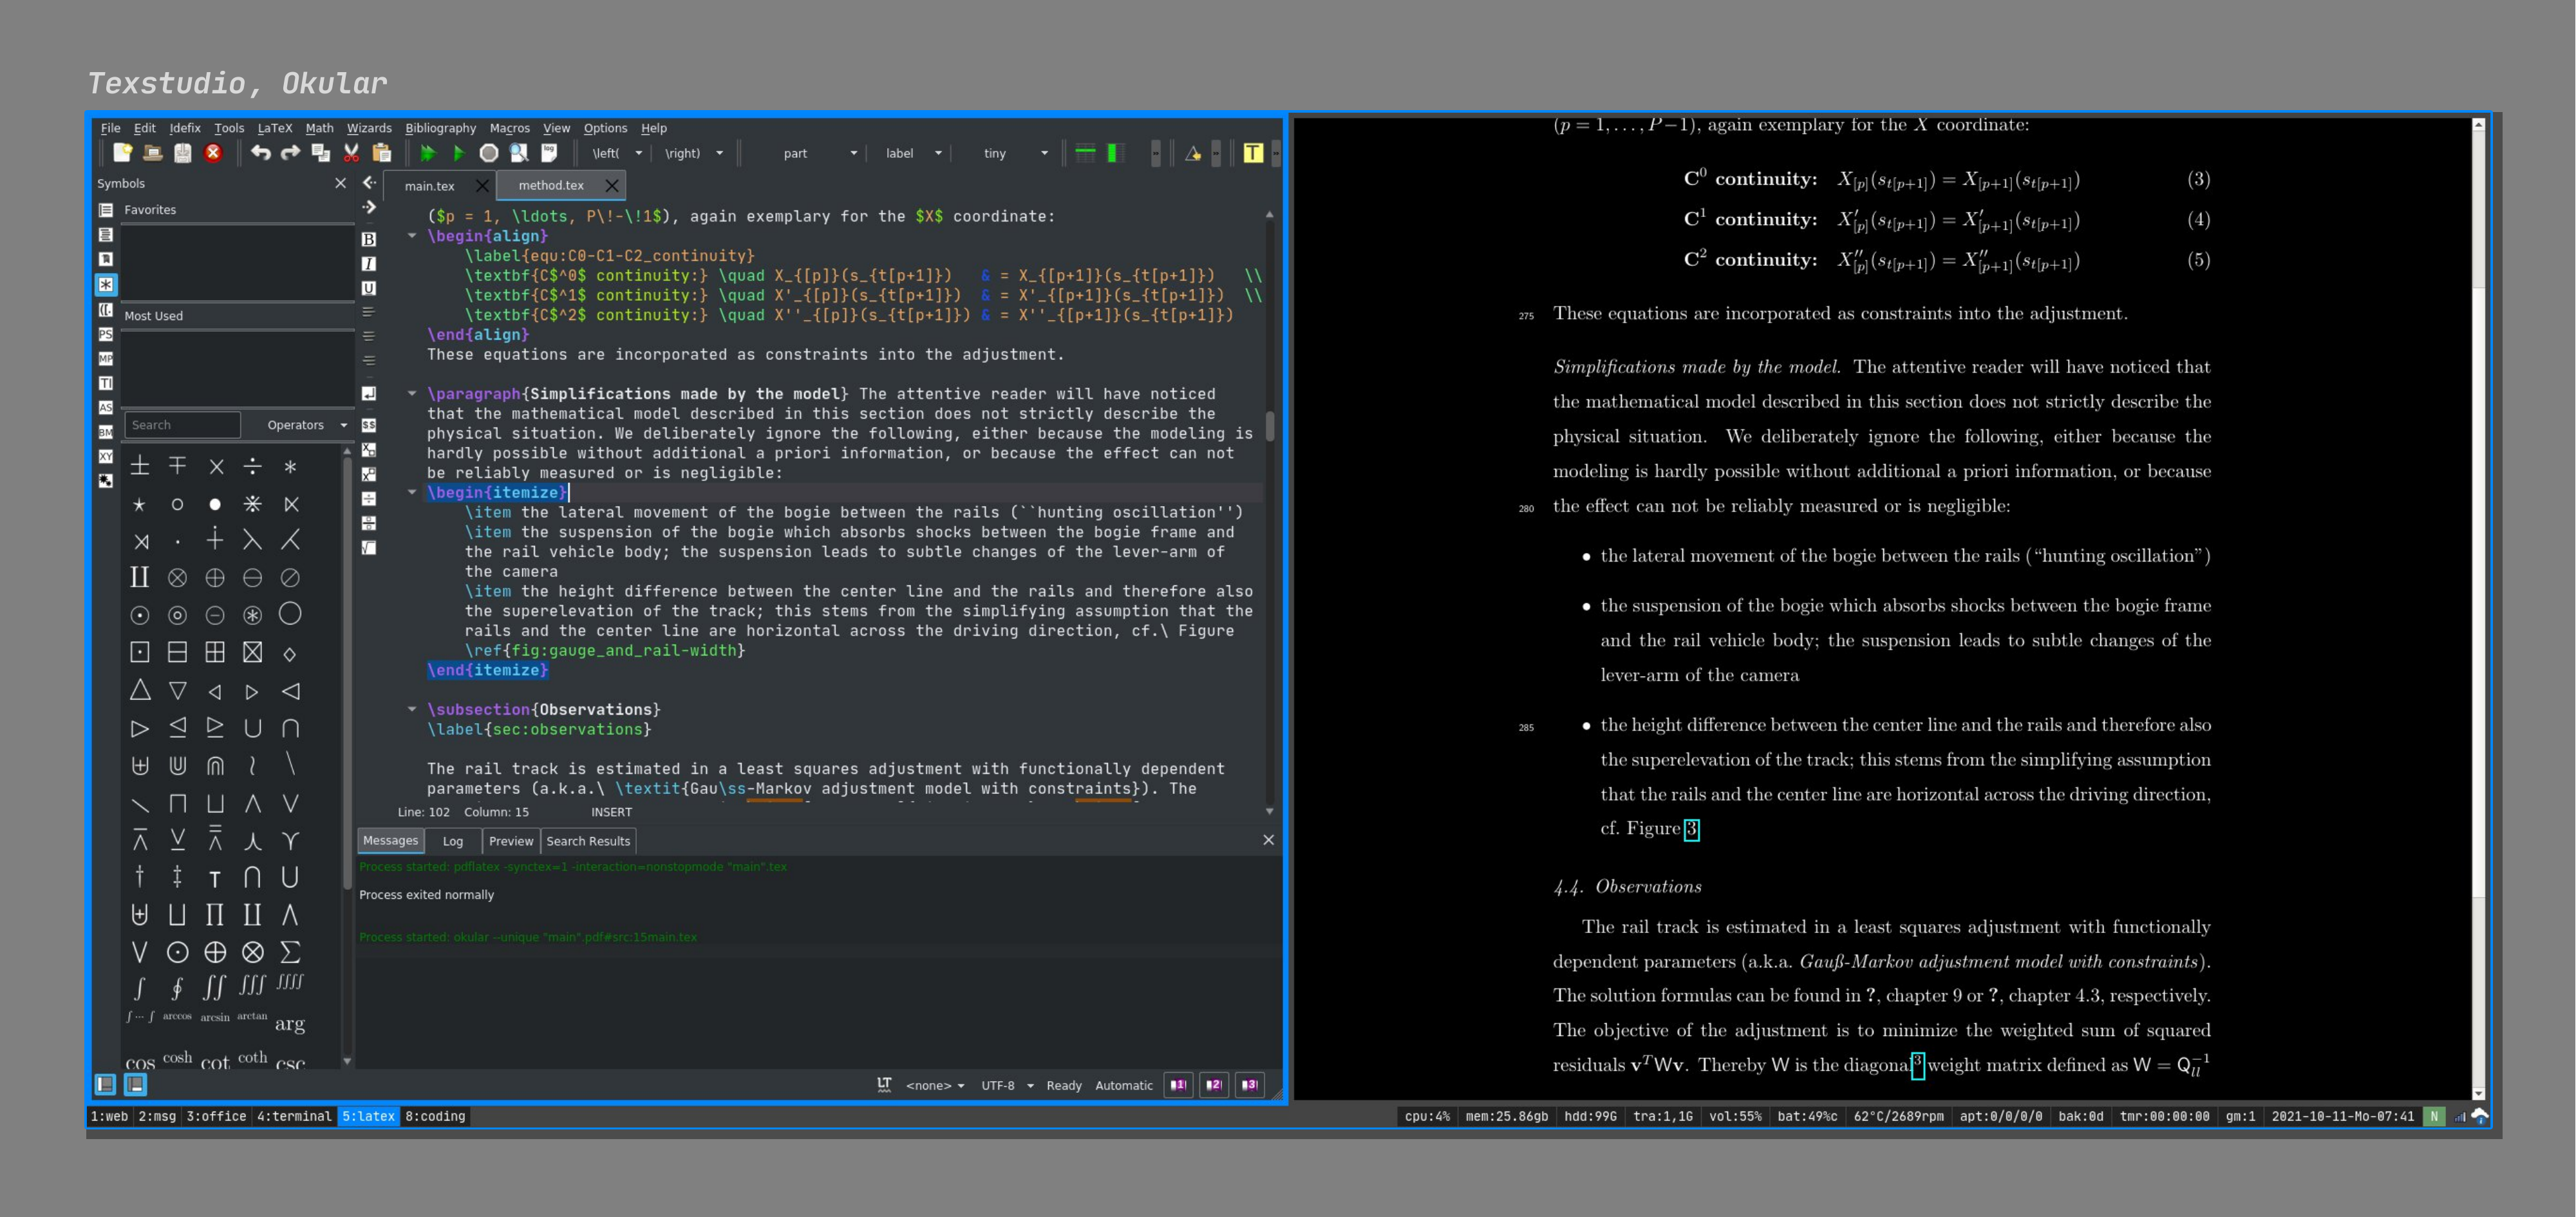 Texstudio, Okular
File Edit Idefix Tools LaTeX Math Wizards Bibliography Macros View Options Help
\left( \right) part label tiny T
Symbols
Favorites
Most Used
PS
MP
TI
AS
BM
XY
Search Operators
arccos arcsin arctan arg
cos cosh cot coth csc
main.tex method.tex
B
I
U
$$
($p = 1, \ldots, P\!-\!1$), again exemplary for the $X$ coordinate:
\begin{align}
\label{equ:C0-C1-C2_continuity}
\textbf{C$^0$ continuity:} \quad X_{[p]}(s_{t[p+1]}) & = X_{[p+1]}(s_{t[p+1]}) \\
\textbf{C$^1$ continuity:} \quad X'_{[p]}(s_{t[p+1]}) & = X'_{[p+1]}(s_{t[p+1]}) \\
\textbf{C$^2$ continuity:} \quad X''_{[p]}(s_{t[p+1]}) & = X''_{[p+1]}(s_{t[p+1]})
\end{align}
These equations are incorporated as constraints into the adjustment.
\paragraph{Simplifications made by the model} The attentive reader will have noticed
that the mathematical model described in this section does not strictly describe the
physical situation. We deliberately ignore the following, either because the modeling is
hardly possible without additional a priori information, or because the effect can not
be reliably measured or is negligible:
\begin{itemize}
\item the lateral movement of the bogie between the rails (``hunting oscillation'')
\item the suspension of the bogie which absorbs shocks between the bogie frame and
the rail vehicle body; the suspension leads to subtle changes of the lever-arm of
the camera
\item the height difference between the center line and the rails and therefore also
the superelevation of the track; this stems from the simplifying assumption that the
rails and the center line are horizontal across the driving direction, cf.\ Figure
\ref{fig:gauge_and_rail-width}
\end{itemize}
\subsection{Observations}
\label{sec:observations}
The rail track is estimated in a least squares adjustment with functionally dependent
parameters (a.k.a.\ \textit{Gau\ss-Markov adjustment model with constraints}). The
Line: 102 Column: 15 INSERT
Messages Log Preview Search Results
Process started: pdflatex -synctex=1 -interaction=nonstopmode "main".tex
Process exited normally
Process started: okular --unique "main".pdf#src:15main.tex
LT <none> UTF-8 Ready Automatic 1 2 3
(p = 1, . . . , P−1), again exemplary for the X coordinate:
C⁰ continuity: X_[p](s_t[p+1]) = X_[p+1](s_t[p+1]) (3)
C¹ continuity: X′_[p](s_t[p+1]) = X′_[p+1](s_t[p+1]) (4)
C² continuity: X″_[p](s_t[p+1]) = X″_[p+1](s_t[p+1]) (5)
275 These equations are incorporated as constraints into the adjustment.
Simplifications made by the model. The attentive reader will have noticed that
the mathematical model described in this section does not strictly describe the
physical situation. We deliberately ignore the following, either because the
modeling is hardly possible without additional a priori information, or because
280 the effect can not be reliably measured or is negligible:
• the lateral movement of the bogie between the rails (“hunting oscillation”)
• the suspension of the bogie which absorbs shocks between the bogie frame
and the rail vehicle body; the suspension leads to subtle changes of the
lever-arm of the camera
285 • the height difference between the center line and the rails and therefore also
the superelevation of the track; this stems from the simplifying assumption
that the rails and the center line are horizontal across the driving direction,
cf. Figure 3
4.4. Observations
The rail track is estimated in a least squares adjustment with functionally
dependent parameters (a.k.a. Gauß-Markov adjustment model with constraints).
The solution formulas can be found in ?, chapter 9 or ?, chapter 4.3, respectively.
The objective of the adjustment is to minimize the weighted sum of squared
residuals vᵀWv. Thereby W is the diagonal³ weight matrix defined as W = Q_ll⁻¹
1:web 2:msg 3:office 4:terminal 5:latex 8:coding
cpu:4% mem:25.86gb hdd:99G tra:1,1G vol:55% bat:49%c 62°C/2689rpm apt:0/0/0/0 bak:0d tmr:00:00:00 gm:1 2021-10-11-Mo-07:41 N